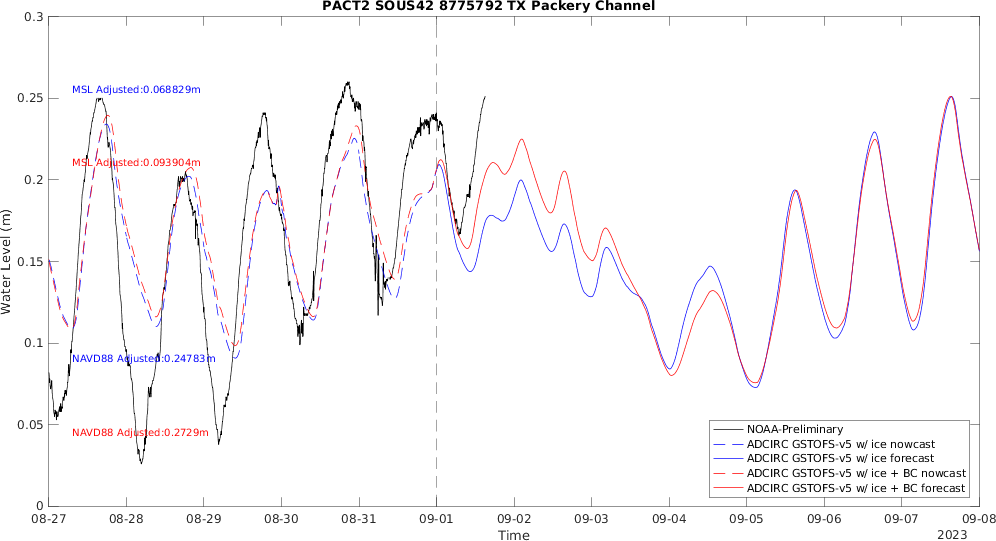 PACT2 SOUS42 8775792 TX Packery Channel
0.3
0.25
0.2
0.15
0.1
0.05
0
Water Level (m)
MSL Adjusted:0.068829m
MSL Adjusted:0.093904m
NAVD88 Adjusted:0.24783m
NAVD88 Adjusted:0.2729m
NOAA-Preliminary
ADCIRC GSTOFS-v5 w/ ice nowcast
ADCIRC GSTOFS-v5 w/ ice forecast
ADCIRC GSTOFS-v5 w/ ice + BC nowcast
ADCIRC GSTOFS-v5 w/ ice + BC forecast
08-27 08-28 08-29 08-30 08-31 09-01 09-02 09-03 09-04 09-05 09-06 09-07 09-08
Time
2023